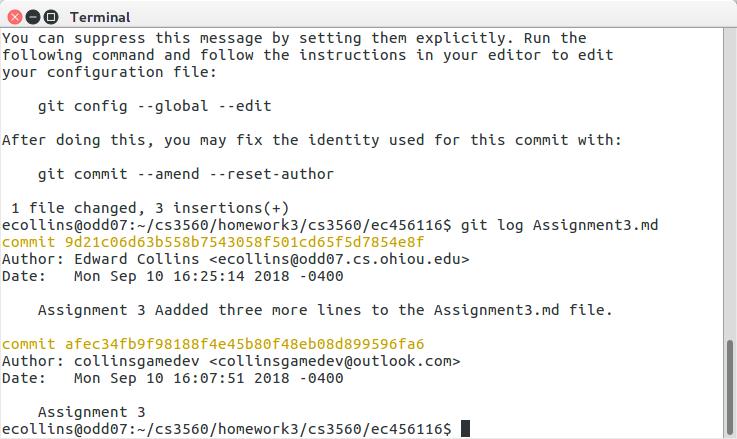 Terminal
You can suppress this message by setting them explicitly. Run the
following command and follow the instructions in your editor to edit
your configuration file:
git config --global --edit
After doing this, you may fix the identity used for this commit with:
git commit --amend --reset-author
1 file changed, 3 insertions(+)
ecollins@odd07:~/cs3560/homework3/cs3560/ec456116$ git log Assignment3.md
commit 9d21c06d63b558b7543058f501cd65f5d7854e8f
Author: Edward Collins <ecollins@odd07.cs.ohiou.edu>
Date:   Mon Sep 10 16:25:14 2018 -0400
Assignment 3 Aadded three more lines to the Assignment3.md file.
commit afec34fb9f98188f4e45b80f48eb08d899596fa6
Author: collinsgamedev <collinsgamedev@outlook.com>
Date:   Mon Sep 10 16:07:51 2018 -0400
Assignment 3
ecollins@odd07:~/cs3560/homework3/cs3560/ec456116$